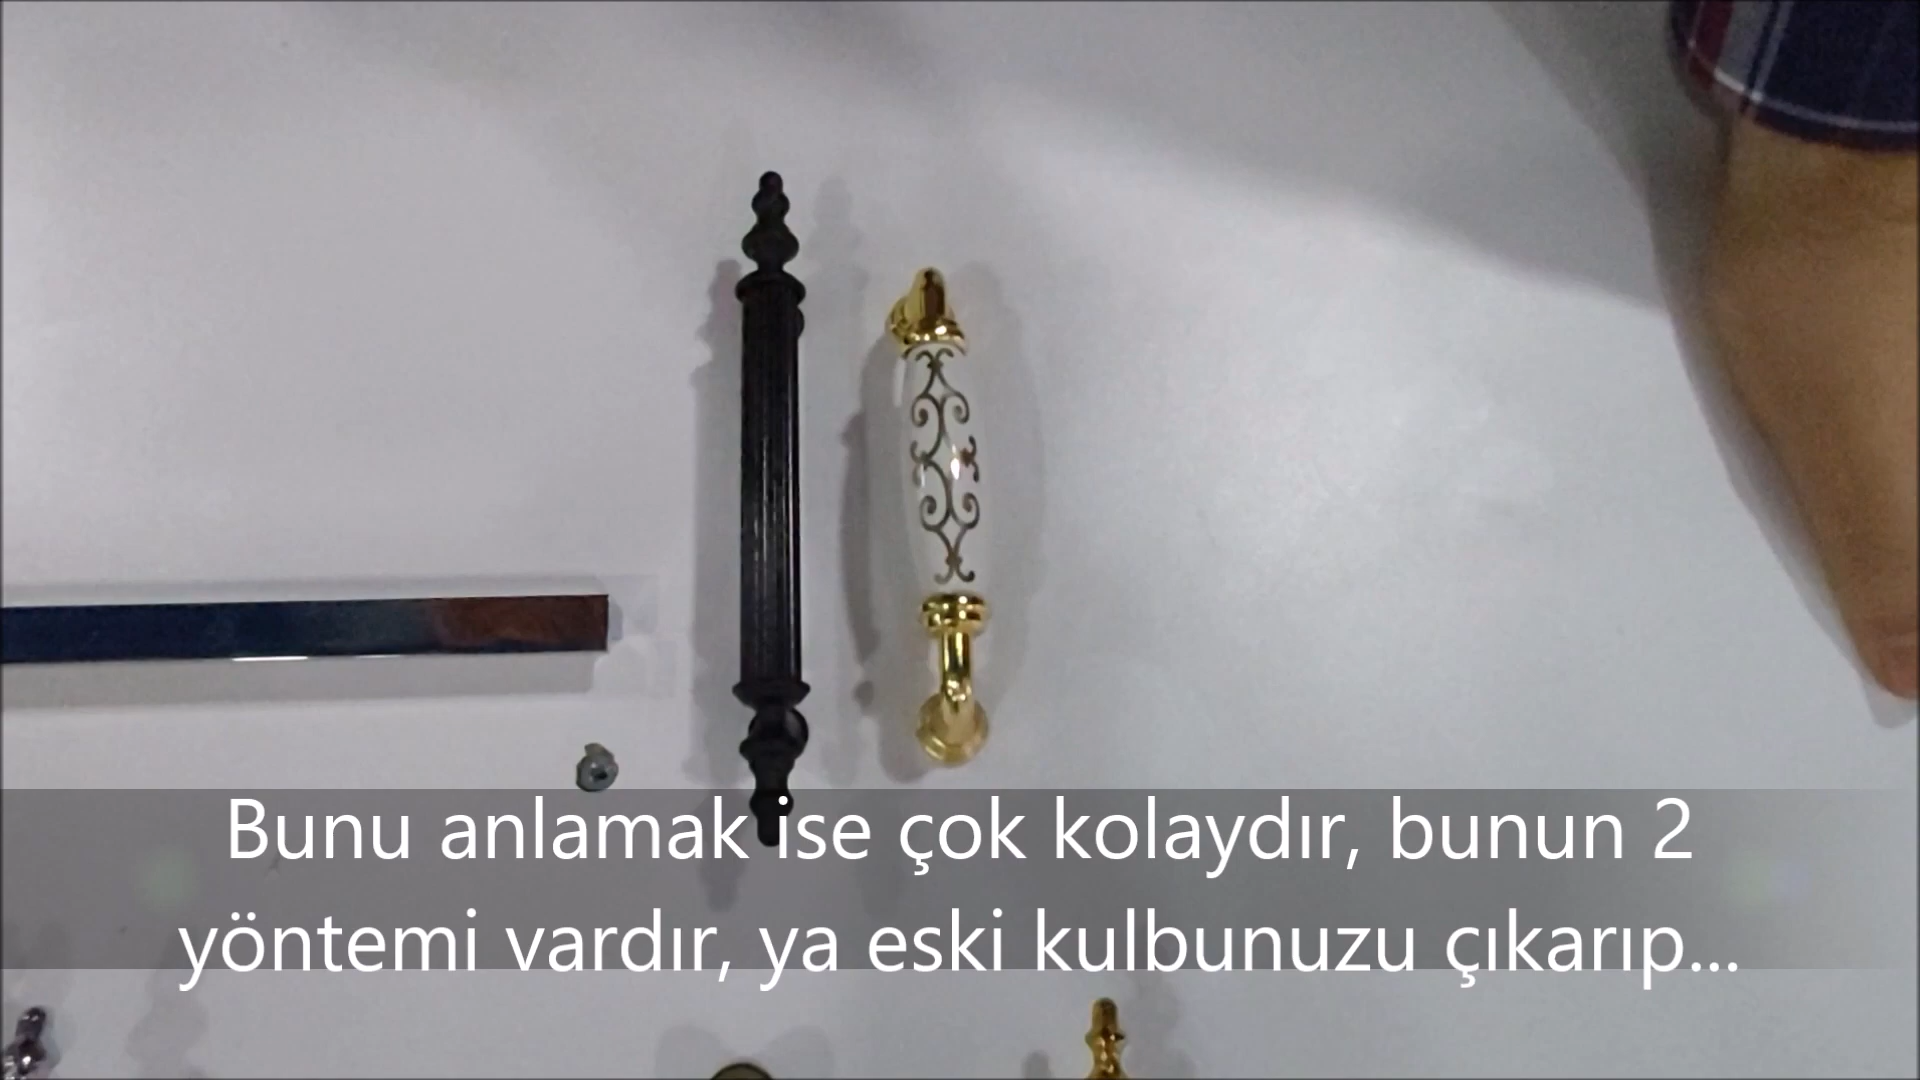 Bunu anlamak ise çok kolaydır, bunun 2
yöntemi vardır, ya eski kulbunuzu çıkarıp...